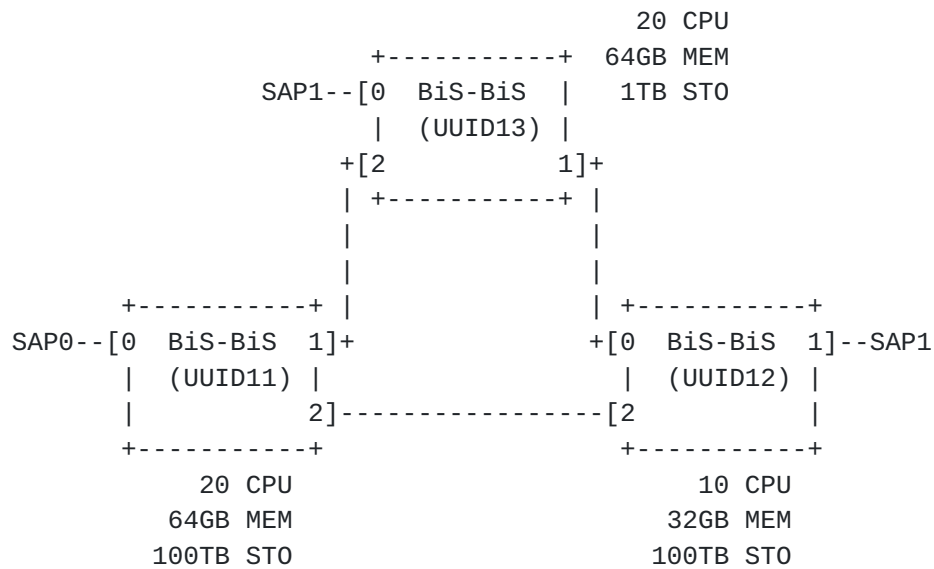 20 CPU
+-----------+ 64GB MEM
SAP1--[0 BiS-BiS | 1TB STO
| (UUID13) |
+[2 1]+
| +-----------+ |
| |
| |
+-----------+ | | +-----------+
SAP0--[0 BiS-BiS 1]+ +[0 BiS-BiS 1]--SAP1
| (UUID11) | | (UUID12) |
| 2]-----------------[2 |
+-----------+ +-----------+
20 CPU 10 CPU
64GB MEM 32GB MEM
100TB STO 100TB STO